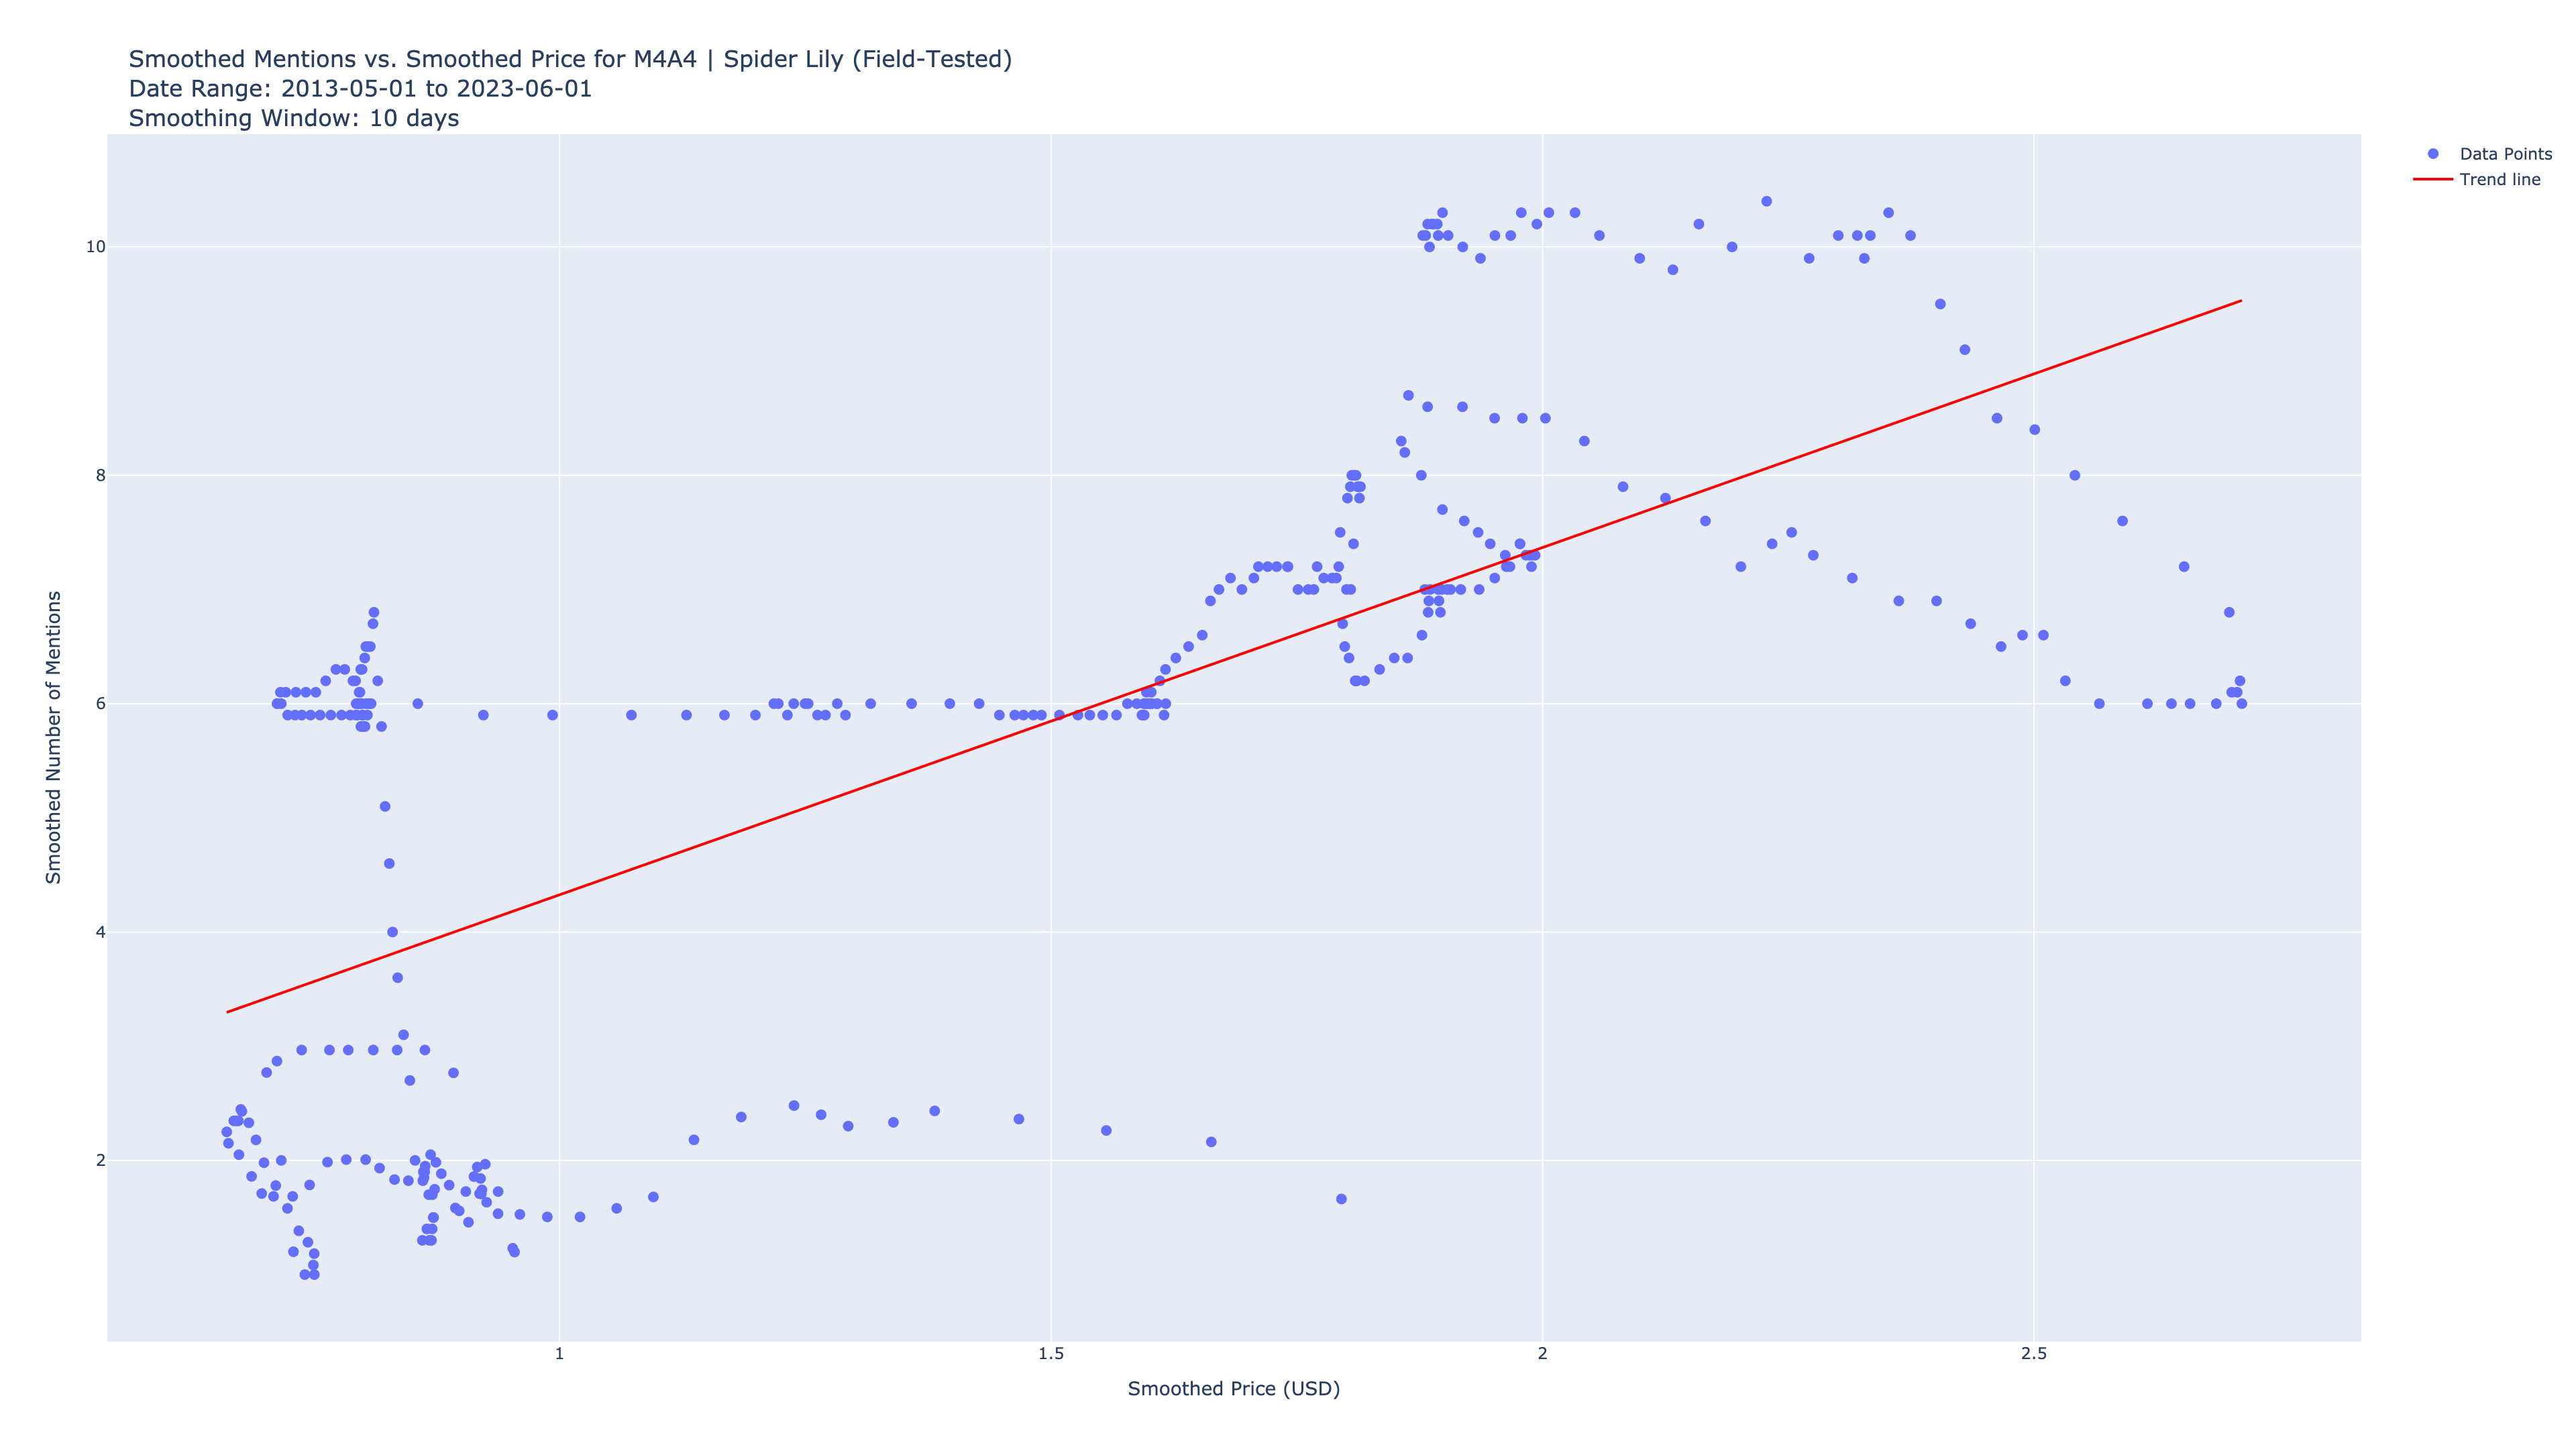 Smoothed Mentions vs. Smoothed Price for M4A4 | Spider Lily (Field-Tested)
Date Range: 2013-05-01 to 2023-06-01
Smoothing Window: 10 days
Data Points
Trend line
Smoothed Number of Mentions
10
8
6
4
2
1
1.5
2
2.5
Smoothed Price (USD)